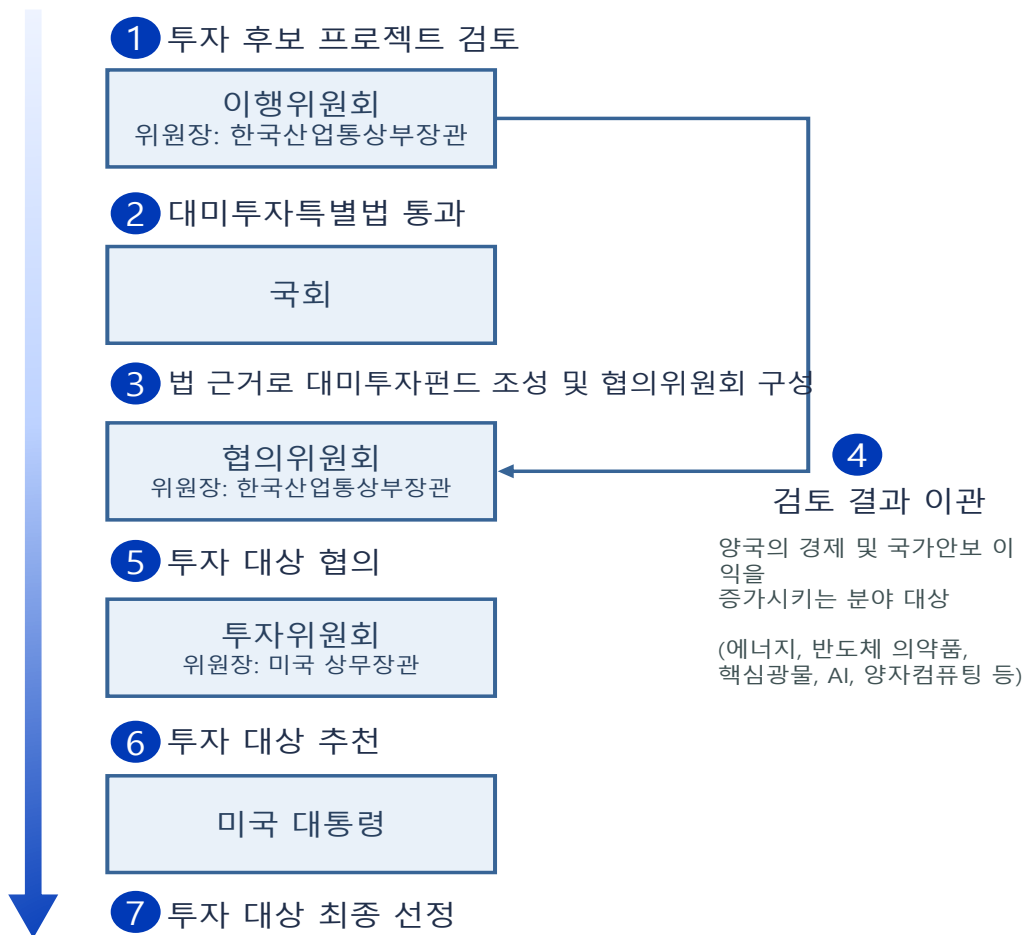 1 투자 후보 프로젝트 검토
이행위원회
위원장: 한국산업통상부장관
2 대미투자특별법 통과
국회
3 법 근거로 대미투자펀드 조성 및 협의위원회 구성
협의위원회
위원장: 한국산업통상부장관
4
검토 결과 이관
양국의 경제 및 국가안보 이
익을
증가시키는 분야 대상
(에너지, 반도체 의약품,
핵심광물, AI, 양자컴퓨팅 등)
5 투자 대상 협의
투자위원회
위원장: 미국 상무장관
6 투자 대상 추천
미국 대통령
7 투자 대상 최종 선정